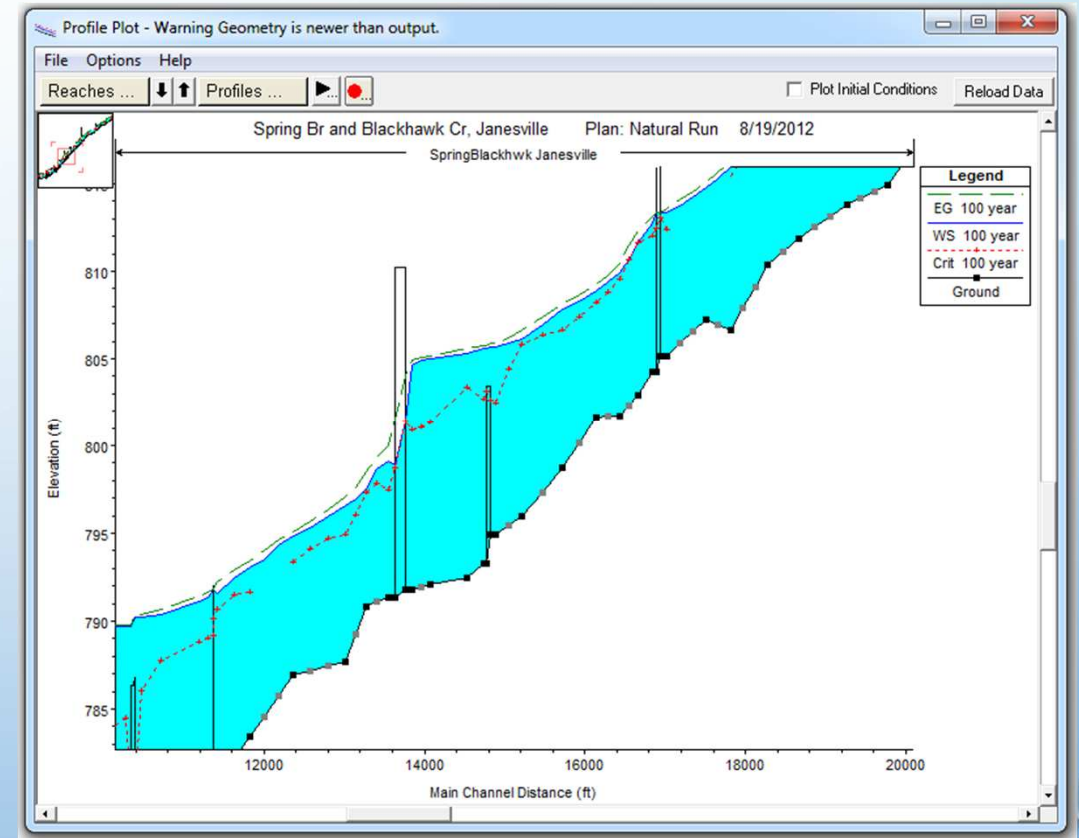 Profile Plot - Warning Geometry is newer than output.
File Options Help
Reaches ... Profiles ... Plot Initial Conditions Reload Data
Spring Br and Blackhawk Cr, Janesville Plan: Natural Run 8/19/2012
SpringBlackhwk Janesville
Legend
EG 100 year
WS 100 year
Crit 100 year
Ground
810
805
800
795
790
785
Elevation (ft)
12000 14000 16000 18000 20000
Main Channel Distance (ft)